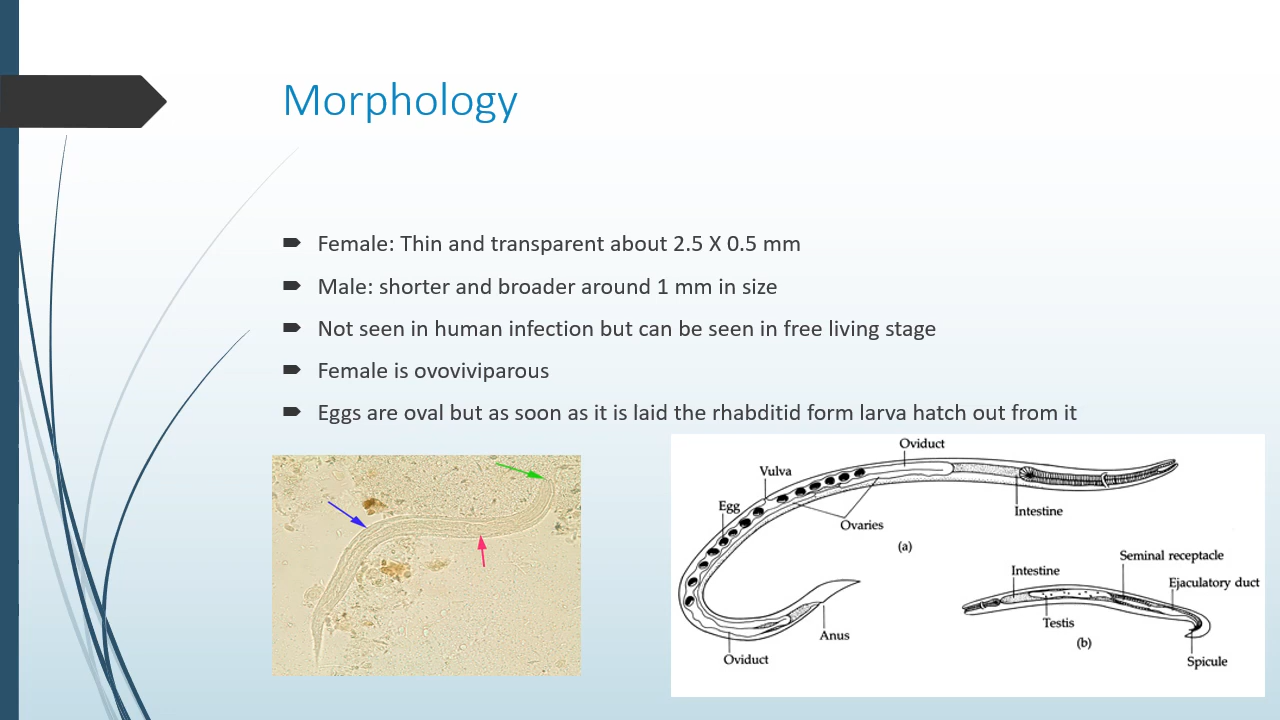 Morphology
Female: Thin and transparent about 2.5 X 0.5 mm
Male: shorter and broader around 1 mm in size
Not seen in human infection but can be seen in free living stage
Female is ovoviviparous
Eggs are oval but as soon as it is laid the rhabditid form larva hatch out from it
Oviduct
Vulva
Egg
Ovaries
Intestine
(a)
Anus
Oviduct
Seminal receptacle
Intestine
Ejaculatory duct
Testis
(b)
Spicule